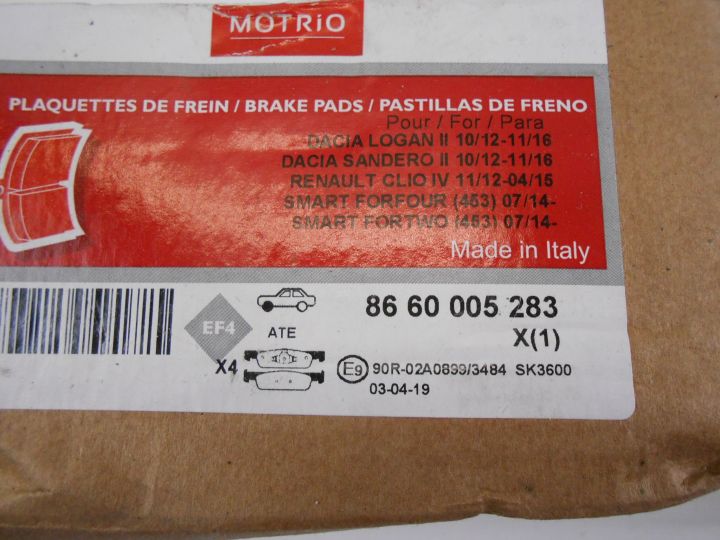 MOTRiO
PLAQUETTES DE FREIN / BRAKE PADS / PASTILLAS DE FRENO
Pour / For / Para
DACIA LOGAN II 10/12-11/16
DACIA SANDERO II 10/12-11/16
RENAULT CLIO IV 11/12-04/15
SMART FORFOUR (453) 07/14-
SMART FORTWO (453) 07/14-
Made in Italy
EF4
ATE
86 60 005 283
X(1)
X4
E9 90R-02A0899/3484 SK3600
03-04-19